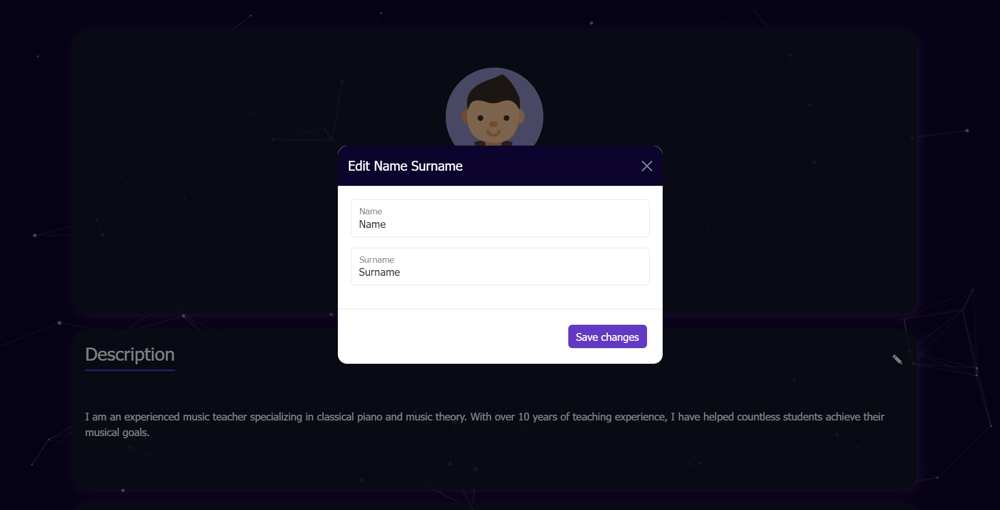 Edit Name Surname
Name
Name
Surname
Surname
Save changes
Description
I am an experienced music teacher specializing in classical piano and music theory. With over 10 years of teaching experience, I have helped countless students achieve their
musical goals.